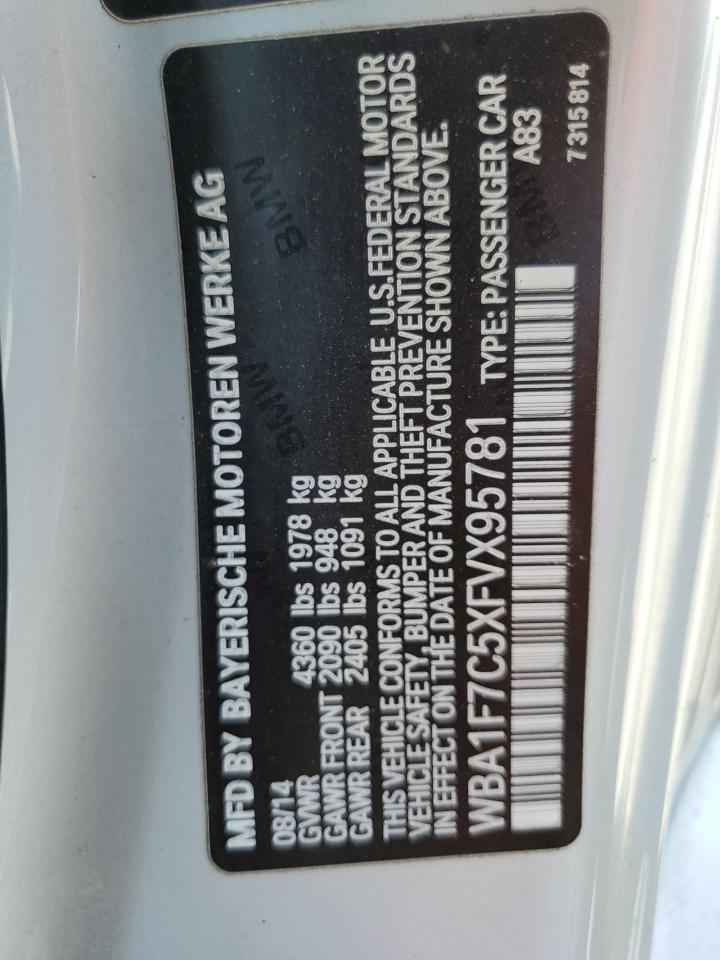 MFD BY BAYERISCHE MOTOREN WERKE AG
08/14
GVWR 4360 lbs 1978 kg
GAWR FRONT 2090 lbs 948 kg
GAWR REAR 2405 lbs 1091 kg
THIS VEHICLE CONFORMS TO ALL APPLICABLE U.S.FEDERAL MOTOR
VEHICLE SAFETY, BUMPER AND THEFT PREVENTION STANDARDS
IN EFFECT ON THE DATE OF MANUFACTURE SHOWN ABOVE.
WBA1F7C5XFVX95781 TYPE: PASSENGER CAR
A83
7315814
BMW
BMW
BMW